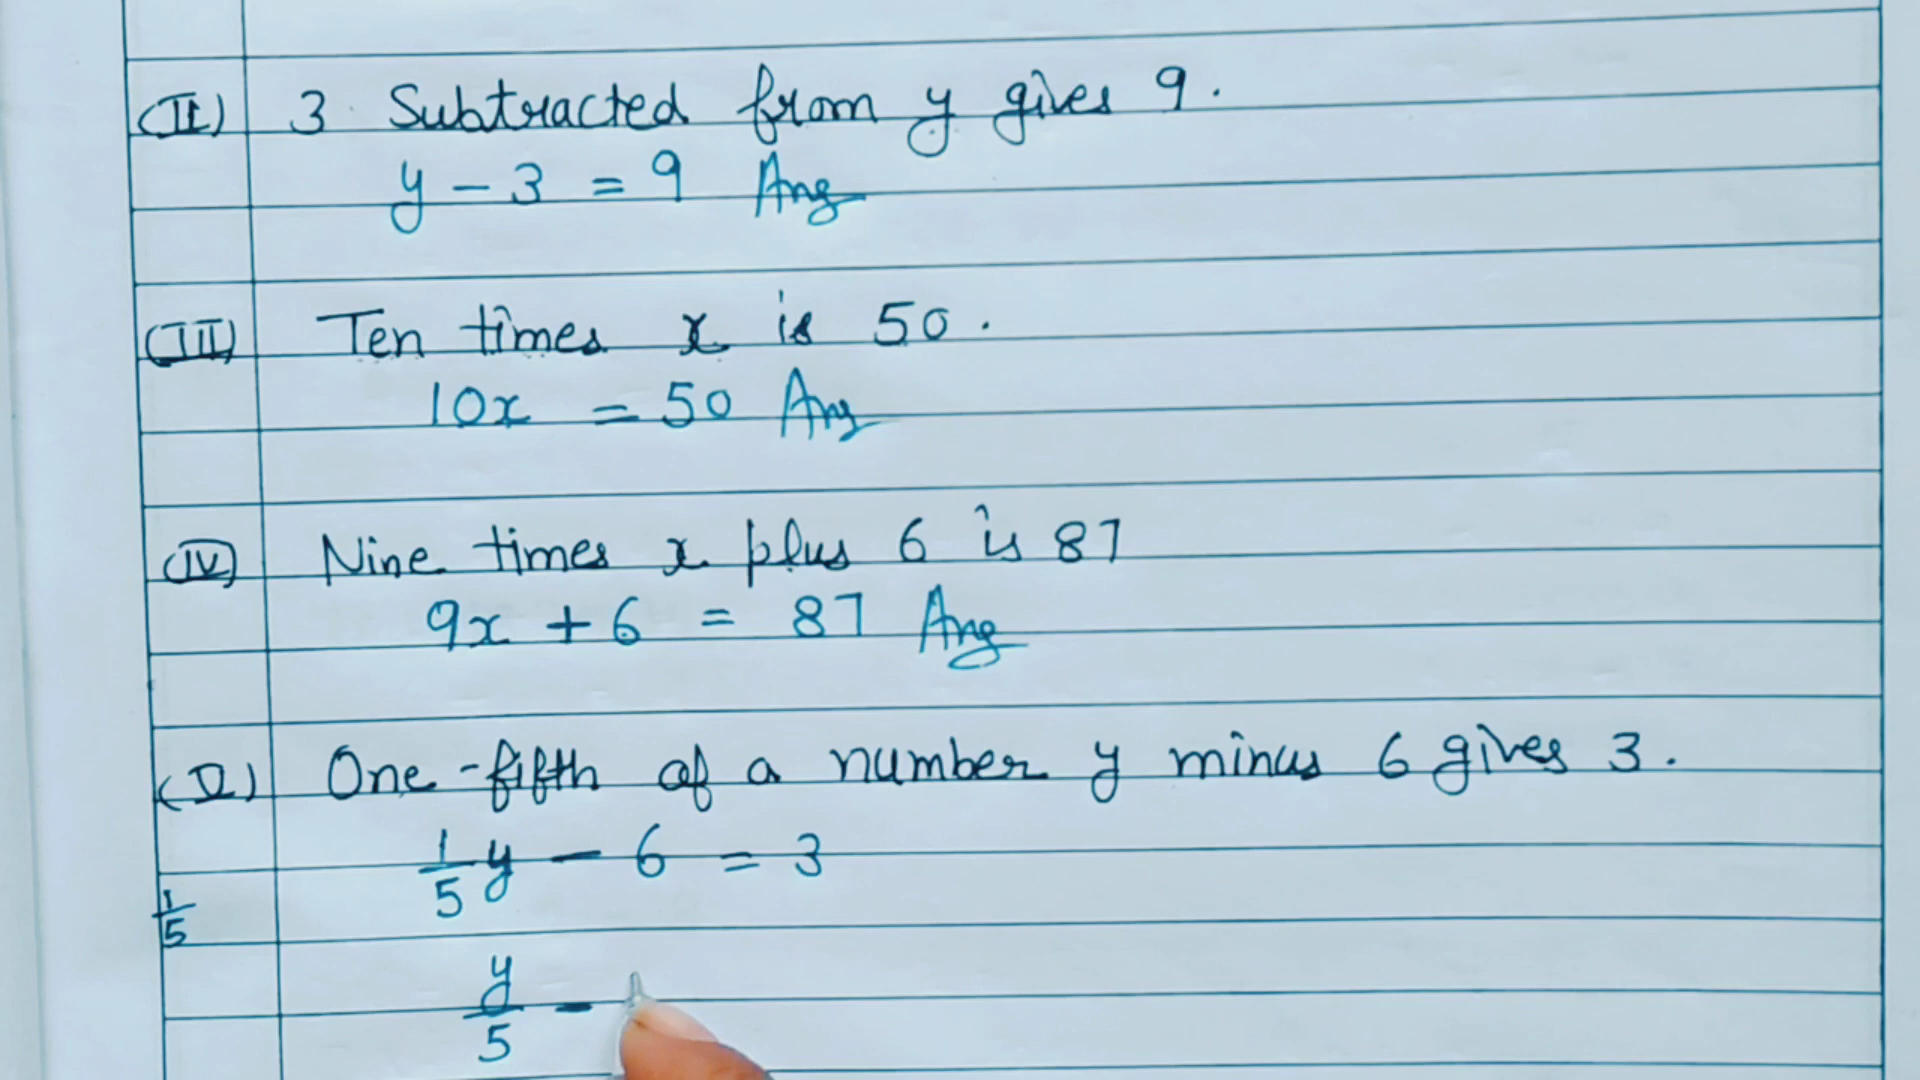 (II) 3 Subtracted from y gives 9.
y - 3 = 9 Ans
(III) Ten times x is 50.
10x = 50 Ans
(IV) Nine times x plus 6 is 87
9x + 6 = 87 Ans
(V) One-fifth of a number y minus 6 gives 3.
1/5 y - 6 = 3
1/5
y/5 -